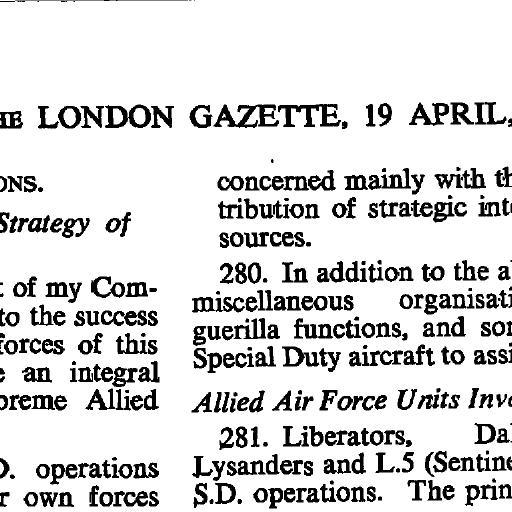 HE LONDON GAZETTE, 19 APRIL,
ONS.
Strategy of
of my Com-
to the success
forces of this
an integral
preme Allied
D. operations
r own forces
concerned mainly with th
tribution of strategic inte
sources.
280. In addition to the a
miscellaneous organisati
guerilla functions, and so
Special Duty aircraft to assi
Allied Air Force Units Inv
281. Liberators, Da
Lysanders and L.5 (Sentine
S.D. operations. The prin